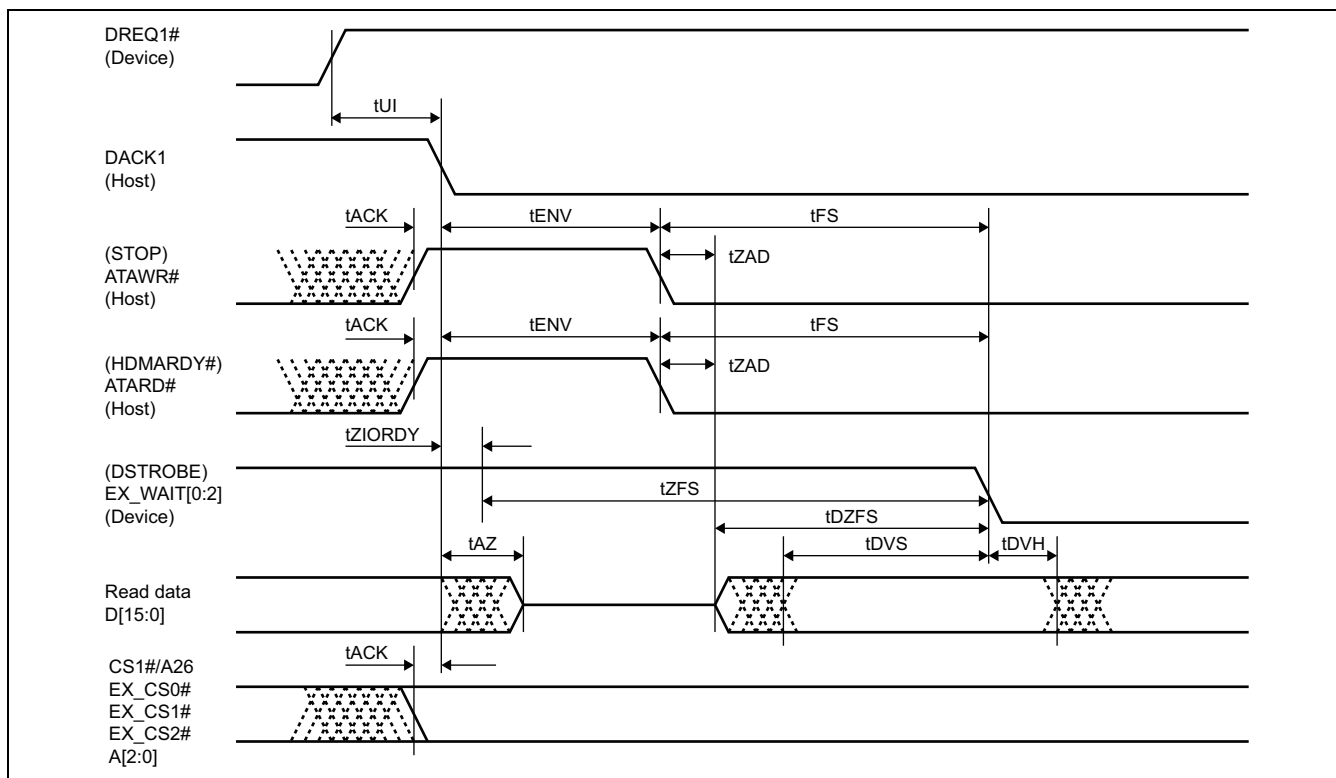 DREQ1#
(Device)
tUI
DACK1
(Host)
tACK
tENV
tFS
(STOP)
ATAWR#
(Host)
tZAD
tACK
tENV
tFS
(HDMARDY#)
ATARD#
(Host)
tZAD
tZIORDY
(DSTROBE)
EX_WAIT[0:2]
(Device)
tZFS
tDZFS
tAZ
tDVS
tDVH
Read data
D[15:0]
tACK
CS1#/A26
EX_CS0#
EX_CS1#
EX_CS2#
A[2:0]